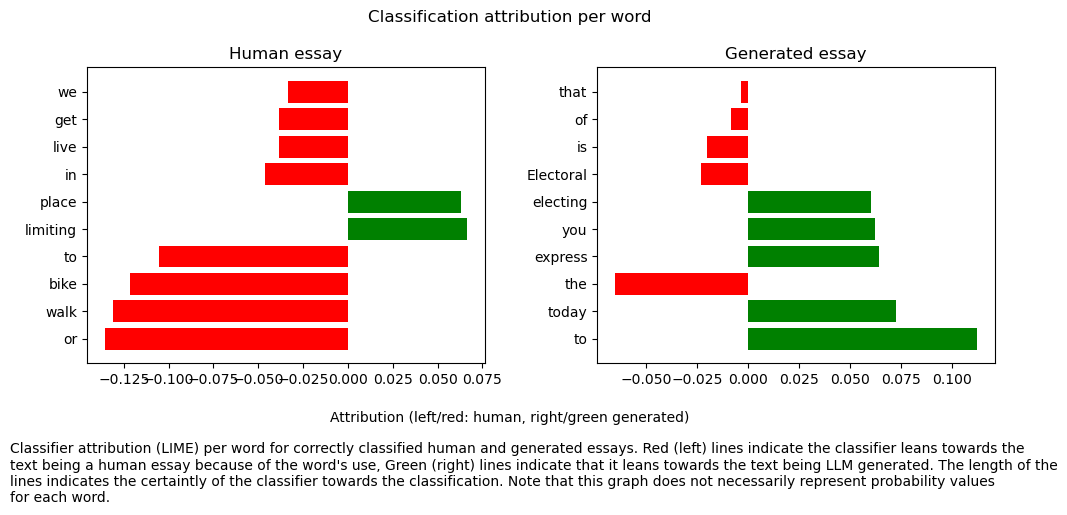 Classification attribution per word
Human essay
we
get
live
in
place
limiting
to
bike
walk
or
−0.125 −0.100 −0.075 −0.050 −0.025 0.000 0.025 0.050 0.075
Generated essay
that
of
is
Electoral
electing
you
express
the
today
to
−0.050 −0.025 0.000 0.025 0.050 0.075 0.100
Attribution (left/red: human, right/green generated)
Classifier attribution (LIME) per word for correctly classified human and generated essays. Red (left) lines indicate the classifier leans towards the
text being a human essay because of the word's use, Green (right) lines indicate that it leans towards the text being LLM generated. The length of the
lines indicates the certaintly of the classifier towards the classification. Note that this graph does not necessarily represent probability values
for each word.